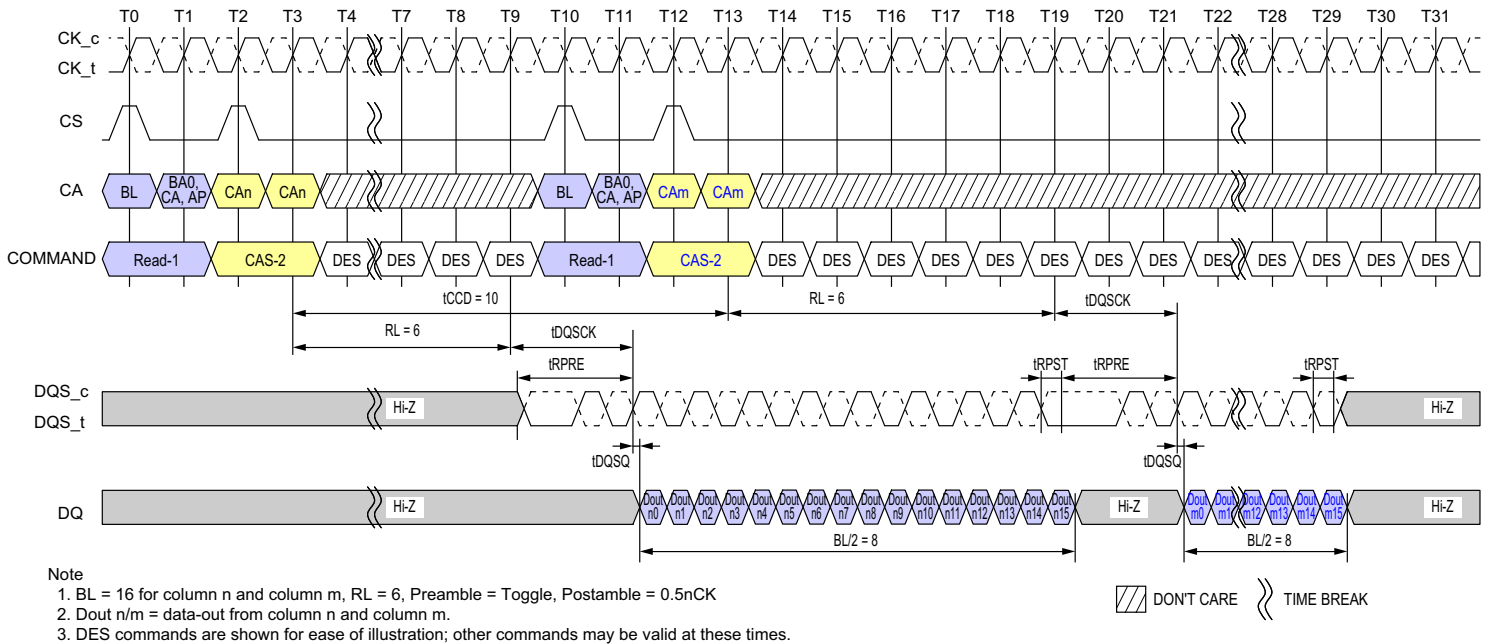 T0 T1 T2 T3 T4 T7 T8 T9 T10 T11 T12 T13 T14 T15 T16 T17 T18 T19 T20 T21 T22 T28 T29 T30 T31
CK_c
CK_t
CS
CA BL BA0, CA, AP CAn CAn BL BA0, CA, AP CAm CAm
COMMAND Read-1 CAS-2 DES DES DES DES Read-1 CAS-2 DES DES DES DES DES DES DES DES DES DES DES DES DES
tCCD = 10 RL = 6 tDQSCK
RL = 6 tDQSCK
tRPRE tRPST tRPRE tRPST
DQS_c
DQS_t
Hi-Z Hi-Z
tDQSQ tDQSQ
DQ Hi-Z Dout n0 Dout n1 Dout n2 Dout n3 Dout n4 Dout n5 Dout n6 Dout n7 Dout n8 Dout n9 Dout n10 Dout n11 Dout n12 Dout n13 Dout n14 Dout n15 Hi-Z Dout m0 Dout m1 Dout m12 Dout m13 Dout m14 Dout m15 Hi-Z
BL/2 = 8 BL/2 = 8
Note
1. BL = 16 for column n and column m, RL = 6, Preamble = Toggle, Postamble = 0.5nCK
2. Dout n/m = data-out from column n and column m.
3. DES commands are shown for ease of illustration; other commands may be valid at these times.
DON'T CARE TIME BREAK